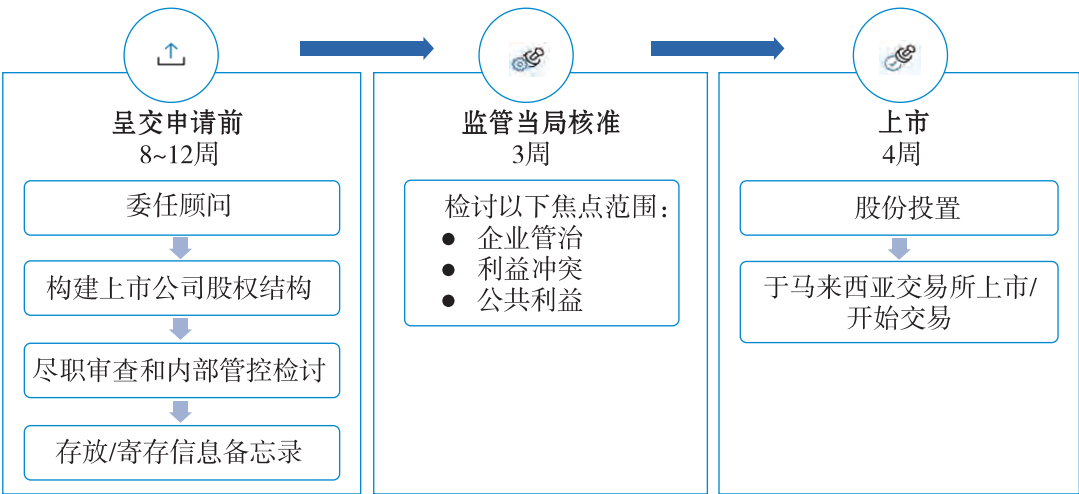 呈交申请前
8~12周
委任顾问
构建上市公司股权结构
尽职审查和内部管控检讨
存放/寄存信息备忘录
监管当局核准
3周
检讨以下焦点范围：
● 企业管治
● 利益冲突
● 公共利益
上市
4周
股份投置
于马来西亚交易所上市/
开始交易